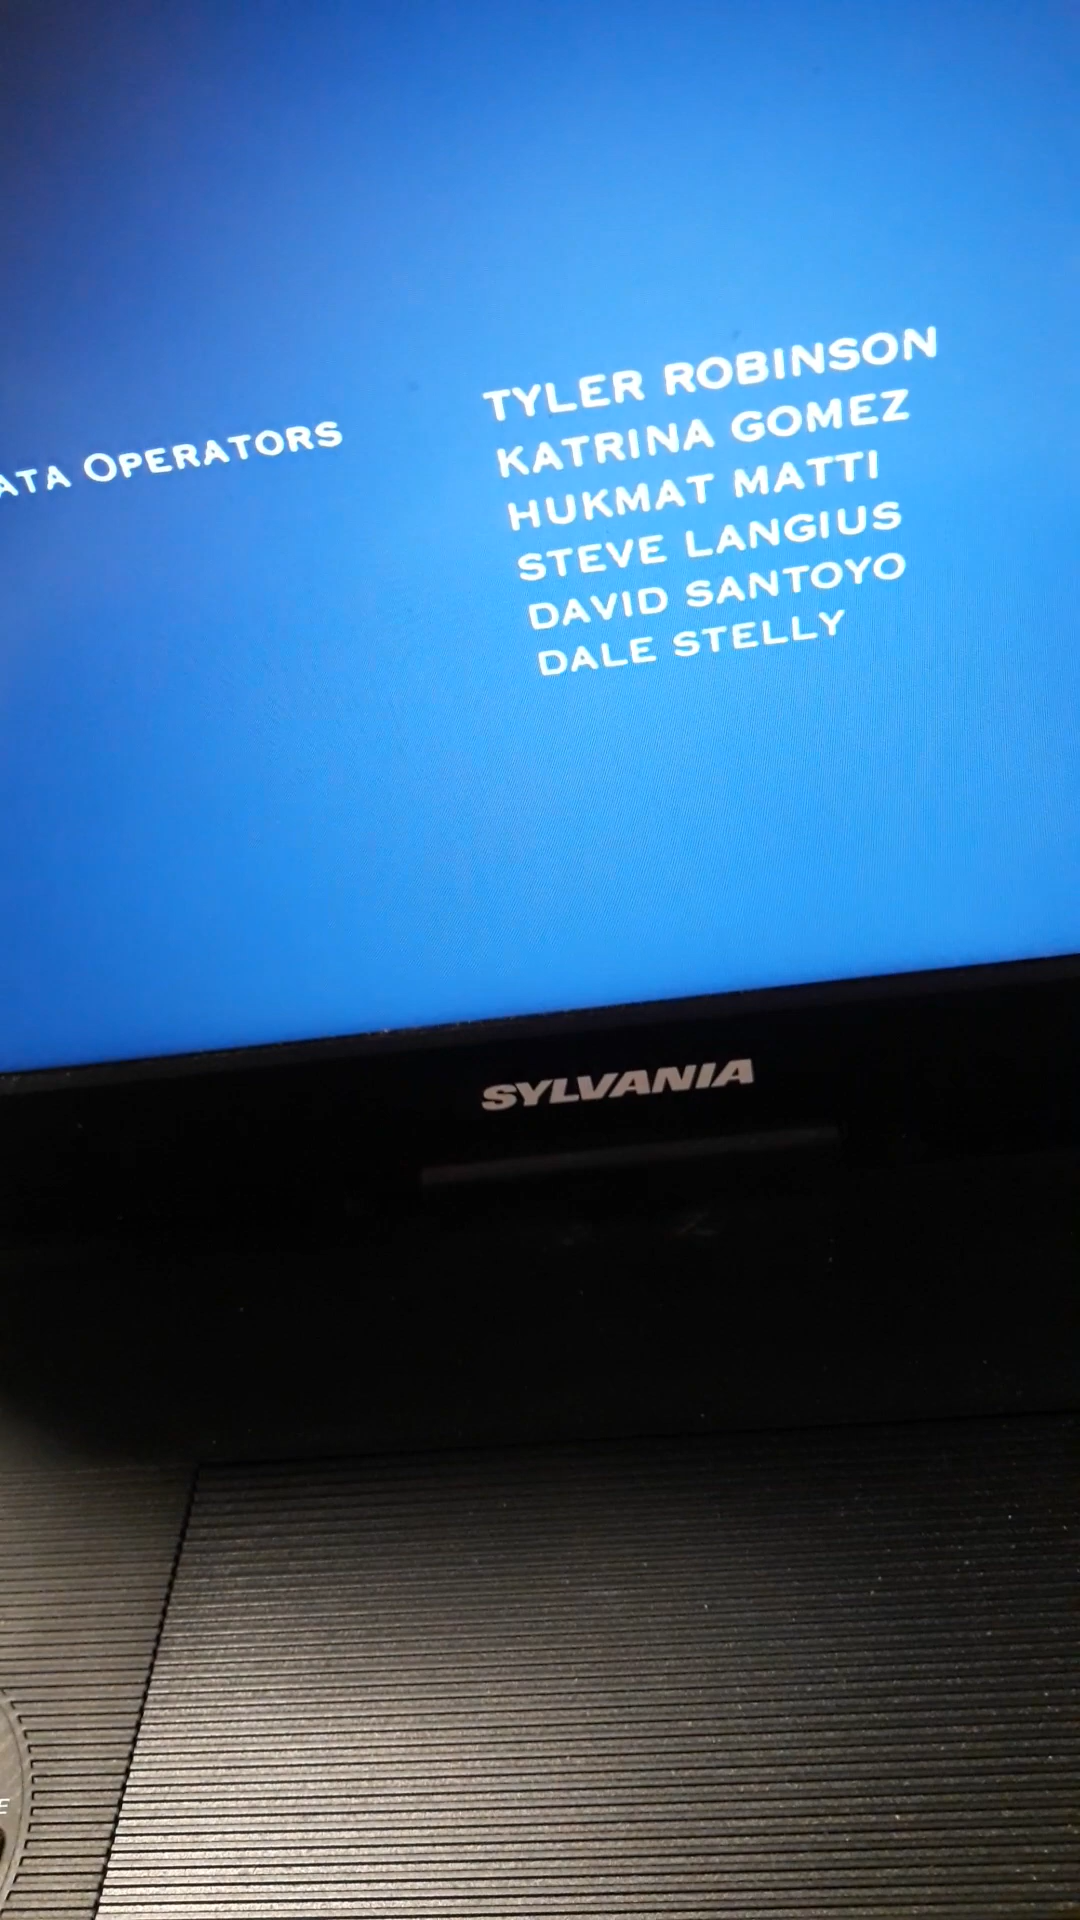 ATA OPERATORS
TYLER ROBINSON
KATRINA GOMEZ
HUKMAT MATTI
STEVE LANGIUS
DAVID SANTOYO
DALE STELLY
SYLVANIA
E